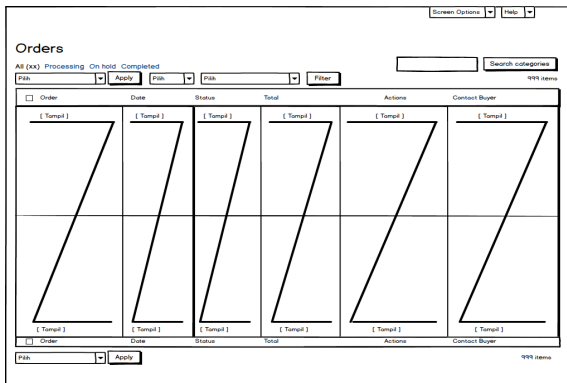 Screen Options Help
Orders
All (xx) Processing On hold Completed
Search categories
Pilih Apply Pilih Pilih Filter
999 items
Order Date Status Total Actions Contact Buyer
[ Tampil ] [ Tampil ] [ Tampil ] [ Tampil ] [ Tampil ] [ Tampil ]
[ Tampil ] [ Tampil ] [ Tampil ] [ Tampil ] [ Tampil ] [ Tampil ]
Order Date Status Total Actions Contact Buyer
Pilih Apply 999 items